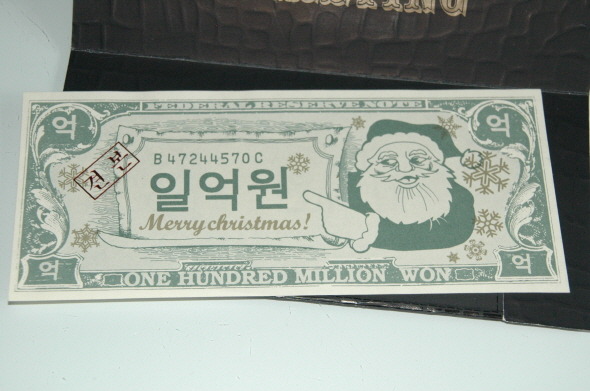 FEDERAL RESERVE NOTE
억
억
견본
B 47244570 C
일억원
Merry christmas!
억
억
ONE HUNDRED MILLION WON